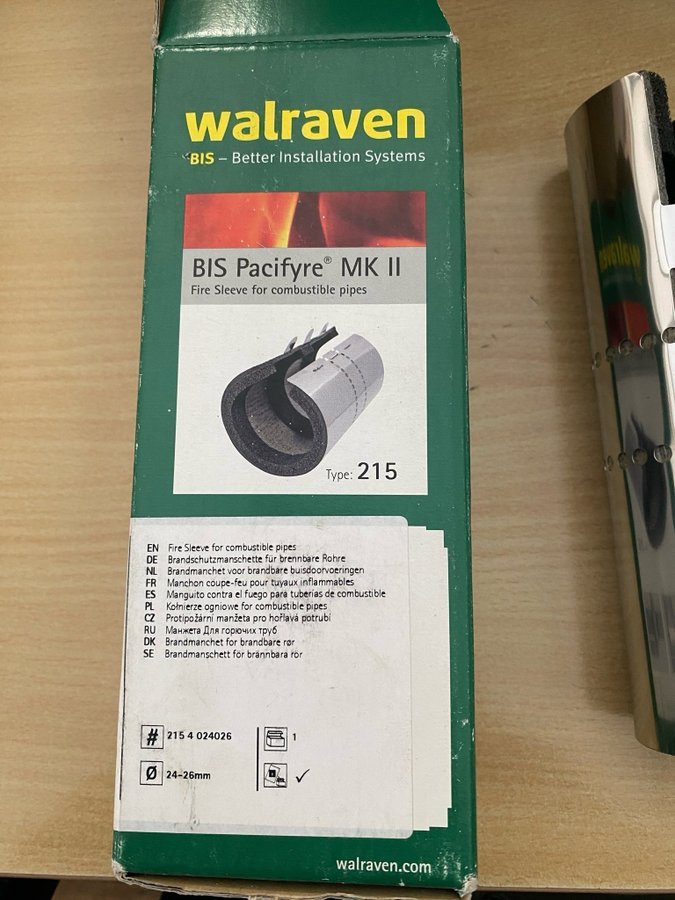 walraven
BIS – Better Installation Systems
BIS Pacifyre® MK II
Fire Sleeve for combustible pipes
Type: 215
EN Fire Sleeve for combustible pipes
DE Brandschutzmanschette für brennbare Rohre
NL Brandmanchet voor brandbare buisdoorvoeringen
FR Manchon coupe-feu pour tuyaux inflammables
ES Manguito contra el fuego para tuberias de combustible
PL Kołnierze ogniowe for combustible pipes
CZ Protipožární manžeta pro hořlavá potrubí
RU Манжета Для горючих труб
DK Brandmanchet for brandbare rør
SE Brandmanschett för brännbara rör
# 215 4 024026
1
Ø 24-26mm
✓
walraven.com